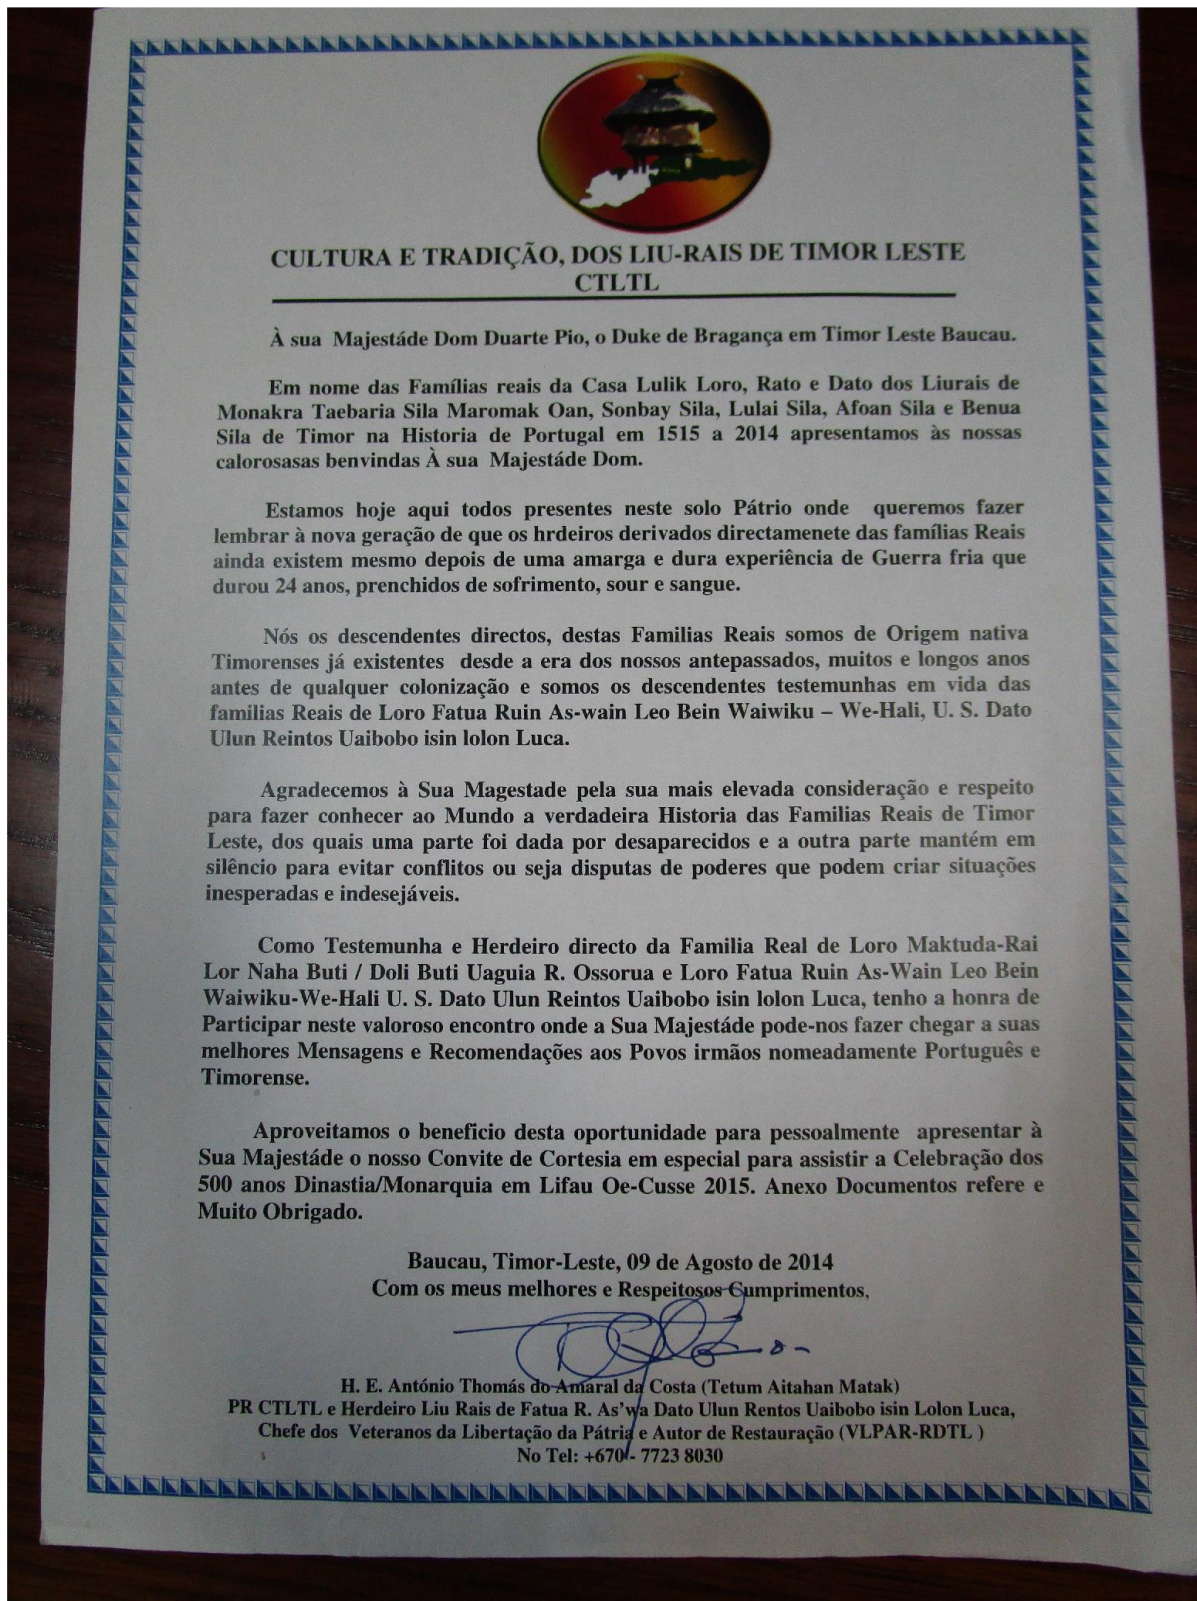 CULTURA E TRADIÇÃO, DOS LIU-RAIS DE TIMOR LESTE
CTLTL
À sua Majestáde Dom Duarte Pio, o Duke de Bragança em Timor Leste Baucau.
Em nome das Famílias reais da Casa Lulik Loro, Rato e Dato dos Liurais de
Monakra Taebaria Sila Maromak Oan, Sonbay Sila, Lulai Sila, Afoan Sila e Benua
Sila de Timor na Historia de Portugal em 1515 a 2014 apresentamos às nossas
calorosasas benvindas À sua Majestáde Dom.
Estamos hoje aqui todos presentes neste solo Pátrio onde queremos fazer
lembrar à nova geração de que os hrdeiros derivados directamenete das famílias Reais
ainda existem mesmo depois de uma amarga e dura experiência de Guerra fria que
durou 24 anos, prenchidos de sofrimento, sour e sangue.
Nós os descendentes directos, destas Familias Reais somos de Origem nativa
Timorenses já existentes desde a era dos nossos antepassados, muitos e longos anos
antes de qualquer colonização e somos os descendentes testemunhas em vida das
familias Reais de Loro Fatua Ruin As-wain Leo Bein Waiwiku – We-Hali, U. S. Dato
Ulun Reintos Uaibobo isin lolon Luca.
Agradecemos à Sua Magestade pela sua mais elevada consideração e respeito
para fazer conhecer ao Mundo a verdadeira Historia das Familias Reais de Timor
Leste, dos quais uma parte foi dada por desaparecidos e a outra parte mantém em
silêncio para evitar conflitos ou seja disputas de poderes que podem criar situações
inesperadas e indesejáveis.
Como Testemunha e Herdeiro directo da Familia Real de Loro Maktuda-Rai
Lor Naha Buti / Doli Buti Uaguia R. Ossorua e Loro Fatua Ruin As-Wain Leo Bein
Waiwiku-We-Hali U. S. Dato Ulun Reintos Uaibobo isin lolon Luca, tenho a honra de
Participar neste valoroso encontro onde a Sua Majestáde pode-nos fazer chegar a suas
melhores Mensagens e Recomendações aos Povos irmãos nomeadamente Português e
Timorense.
Aproveitamos o beneficio desta oportunidade para pessoalmente apresentar à
Sua Majestáde o nosso Convite de Cortesia em especial para assistir a Celebração dos
500 anos Dinastia/Monarquia em Lifau Oe-Cusse 2015. Anexo Documentos refere e
Muito Obrigado.
Baucau, Timor-Leste, 09 de Agosto de 2014
Com os meus melhores e Respeitosos Cumprimentos,
H. E. António Thomás do Amaral da Costa (Tetum Aitahan Matak)
PR CTLTL e Herdeiro Liu Rais de Fatua R. As'wa Dato Ulun Rentos Uaibobo isin Lolon Luca,
Chefe dos Veteranos da Libertação da Pátria e Autor de Restauração (VLPAR-RDTL )
No Tel: +670 - 7723 8030